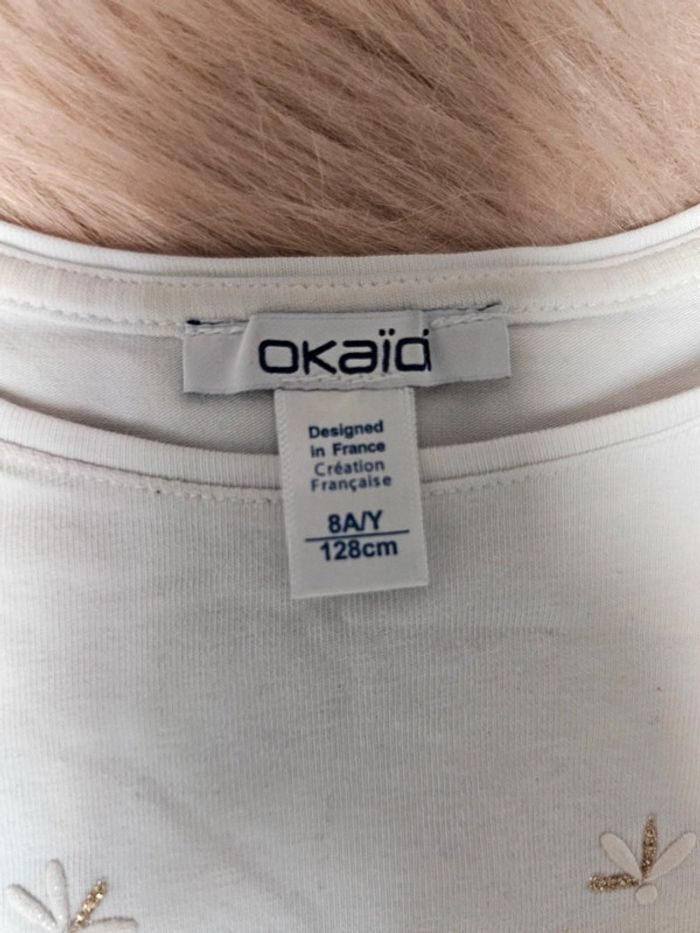 okaïdi
Designed
in France
Création
Française
8A/Y
128cm